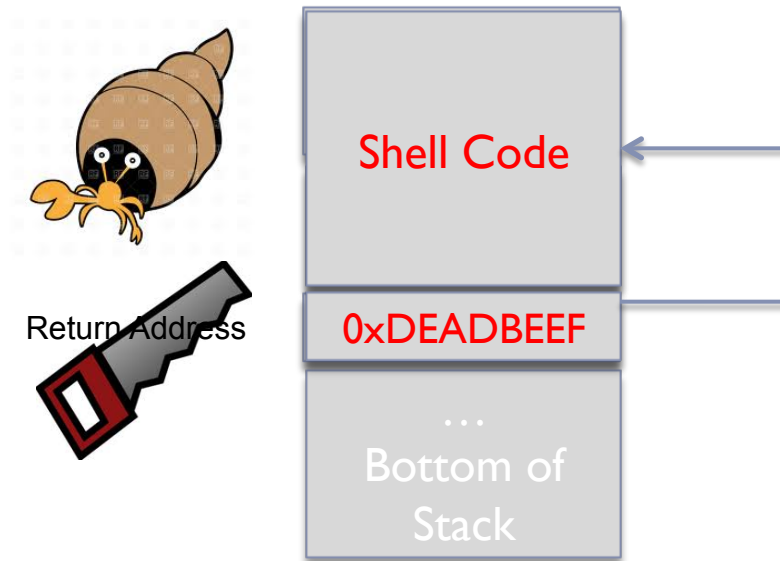 Shell Code
Return Address
0xDEADBEEF
...
Bottom of
Stack